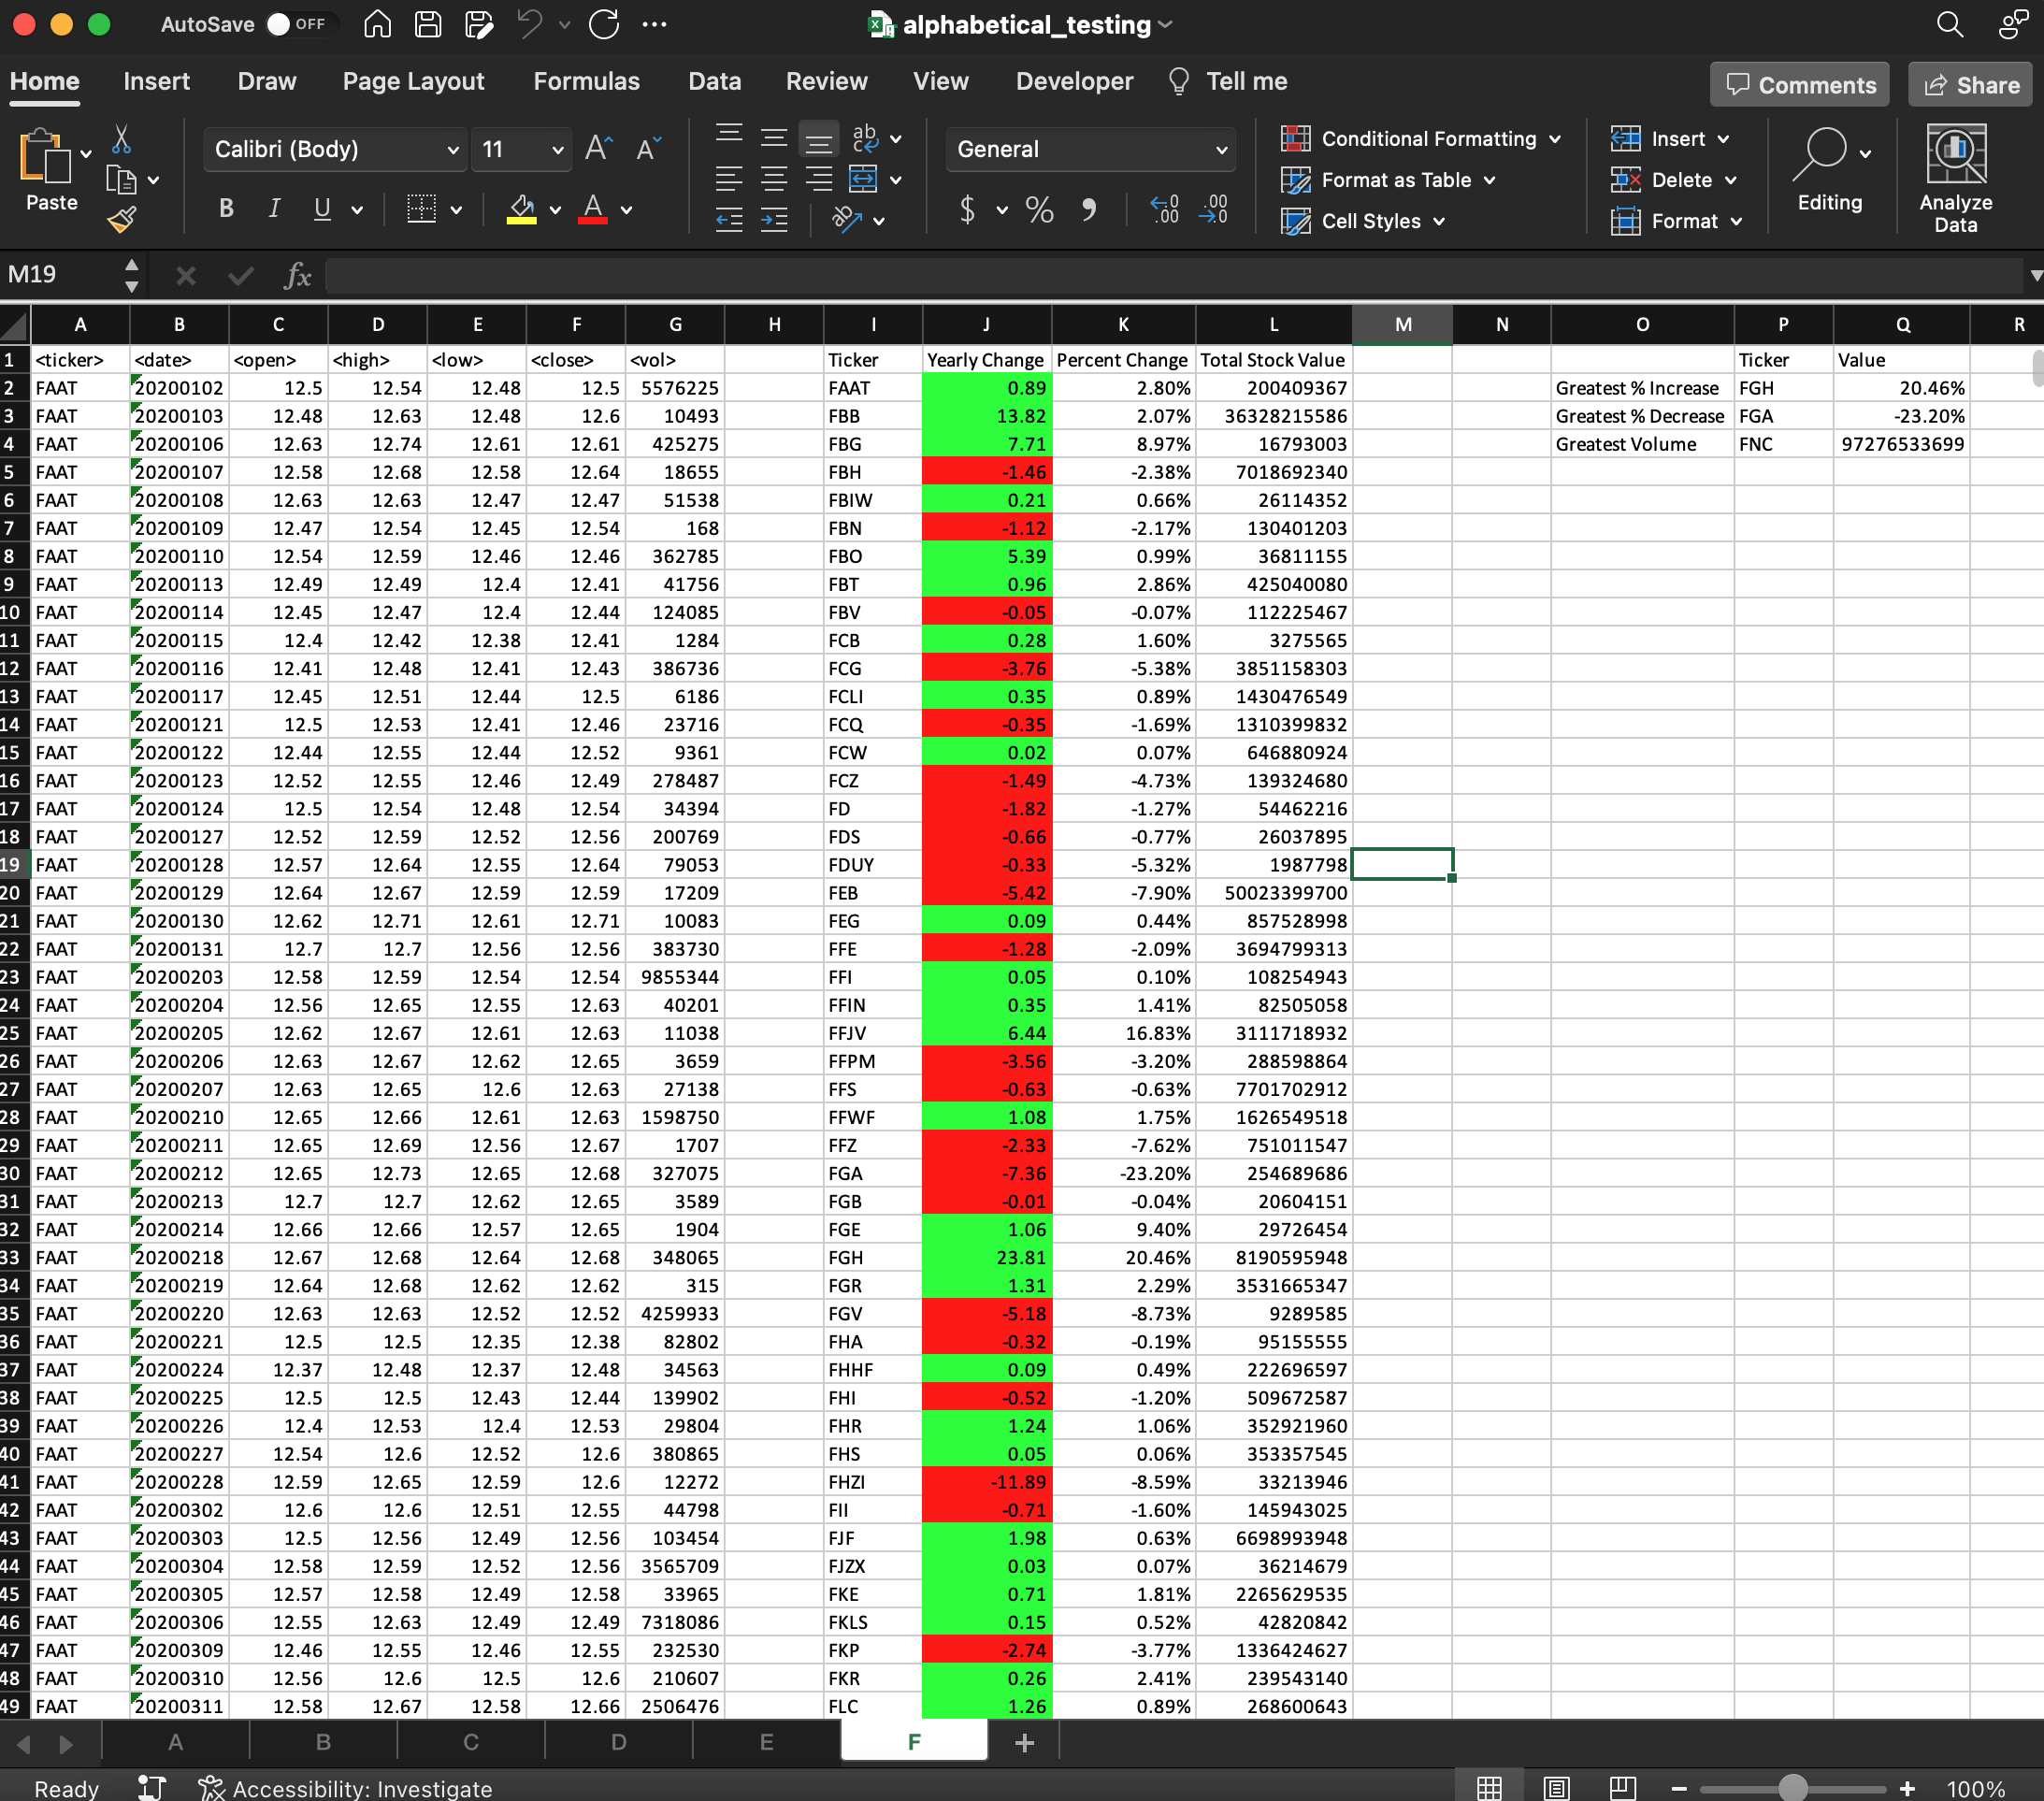 AutoSave OFF alphabetical_testing
Home Insert Draw Page Layout Formulas Data Review View Developer Tell me Comments Share
Paste Calibri (Body) 11 General Conditional Formatting Format as Table Cell Styles Insert Delete Format Editing Analyze Data
M19 fx
A B C D E F G H I J K L M N O P Q R
1 <ticker> <date> <open> <high> <low> <close> <vol> Ticker Yearly Change Percent Change Total Stock Value Ticker Value
2 FAAT 20200102 12.5 12.54 12.48 12.5 5576225 FAAT 0.89 2.80% 200409367 Greatest % Increase FGH 20.46%
3 FAAT 20200103 12.48 12.63 12.48 12.6 10493 FBB 13.82 2.07% 36328215586 Greatest % Decrease FGA -23.20%
4 FAAT 20200106 12.63 12.74 12.61 12.61 425275 FBG 7.71 8.97% 16793003 Greatest Volume FNC 97276533699
5 FAAT 20200107 12.58 12.68 12.58 12.64 18655 FBH -1.46 -2.38% 7018692340
6 FAAT 20200108 12.63 12.63 12.47 12.47 51538 FBIW 0.21 0.66% 26114352
7 FAAT 20200109 12.47 12.54 12.45 12.54 168 FBN -1.12 -2.17% 130401203
8 FAAT 20200110 12.54 12.59 12.46 12.46 362785 FBO 5.39 0.99% 36811155
9 FAAT 20200113 12.49 12.49 12.4 12.41 41756 FBT 0.96 2.86% 425040080
10 FAAT 20200114 12.45 12.47 12.4 12.44 124085 FBV -0.05 -0.07% 112225467
11 FAAT 20200115 12.4 12.42 12.38 12.41 1284 FCB 0.28 1.60% 3275565
12 FAAT 20200116 12.41 12.48 12.41 12.43 386736 FCG -3.76 -5.38% 3851158303
13 FAAT 20200117 12.45 12.51 12.44 12.5 6186 FCLI 0.35 0.89% 1430476549
14 FAAT 20200121 12.5 12.53 12.41 12.46 23716 FCQ -0.35 -1.69% 1310399832
15 FAAT 20200122 12.44 12.55 12.44 12.52 9361 FCW 0.02 0.07% 646880924
16 FAAT 20200123 12.52 12.55 12.46 12.49 278487 FCZ -1.49 -4.73% 139324680
17 FAAT 20200124 12.5 12.54 12.48 12.54 34394 FD -1.82 -1.27% 54462216
18 FAAT 20200127 12.52 12.59 12.52 12.56 200769 FDS -0.66 -0.77% 26037895
19 FAAT 20200128 12.57 12.64 12.55 12.64 79053 FDUY -0.33 -5.32% 1987798
20 FAAT 20200129 12.64 12.67 12.59 12.59 17209 FEB -5.42 -7.90% 50023399700
21 FAAT 20200130 12.62 12.71 12.61 12.71 10083 FEG 0.09 0.44% 857528998
22 FAAT 20200131 12.7 12.7 12.56 12.56 383730 FFE -1.28 -2.09% 3694799313
23 FAAT 20200203 12.58 12.59 12.54 12.54 9855344 FFI 0.05 0.10% 108254943
24 FAAT 20200204 12.56 12.65 12.55 12.63 40201 FFIN 0.35 1.41% 82505058
25 FAAT 20200205 12.62 12.67 12.61 12.63 11038 FFJV 6.44 16.83% 3111718932
26 FAAT 20200206 12.63 12.67 12.62 12.65 3659 FFPM -3.56 -3.20% 288598864
27 FAAT 20200207 12.63 12.65 12.6 12.63 27138 FFS -0.63 -0.63% 7701702912
28 FAAT 20200210 12.65 12.66 12.61 12.63 1598750 FFWF 1.08 1.75% 1626549518
29 FAAT 20200211 12.65 12.69 12.56 12.67 1707 FFZ -2.33 -7.62% 751011547
30 FAAT 20200212 12.65 12.73 12.65 12.68 327075 FGA -7.36 -23.20% 254689686
31 FAAT 20200213 12.7 12.7 12.62 12.65 3589 FGB -0.01 -0.04% 20604151
32 FAAT 20200214 12.66 12.66 12.57 12.65 1904 FGE 1.06 9.40% 29726454
33 FAAT 20200218 12.67 12.68 12.64 12.68 348065 FGH 23.81 20.46% 8190595948
34 FAAT 20200219 12.64 12.68 12.62 12.62 315 FGR 1.31 2.29% 3531665347
35 FAAT 20200220 12.63 12.63 12.52 12.52 4259933 FGV -5.18 -8.73% 9289585
36 FAAT 20200221 12.5 12.5 12.35 12.38 82802 FHA -0.32 -0.19% 95155555
37 FAAT 20200224 12.37 12.48 12.37 12.48 34563 FHHF 0.09 0.49% 222696597
38 FAAT 20200225 12.5 12.5 12.43 12.44 139902 FHI -0.52 -1.20% 509672587
39 FAAT 20200226 12.4 12.53 12.4 12.53 29804 FHR 1.24 1.06% 352921960
40 FAAT 20200227 12.54 12.6 12.52 12.6 380865 FHS 0.05 0.06% 353357545
41 FAAT 20200228 12.59 12.65 12.59 12.6 12272 FHZI -11.89 -8.59% 33213946
42 FAAT 20200302 12.6 12.6 12.51 12.55 44798 FII -0.71 -1.60% 145943025
43 FAAT 20200303 12.5 12.56 12.49 12.56 103454 FJF 1.98 0.63% 6698993948
44 FAAT 20200304 12.58 12.59 12.52 12.56 3565709 FJZX 0.03 0.07% 36214679
45 FAAT 20200305 12.57 12.58 12.49 12.58 33965 FKE 0.71 1.81% 2265629535
46 FAAT 20200306 12.55 12.63 12.49 12.49 7318086 FKLS 0.15 0.52% 42820842
47 FAAT 20200309 12.46 12.55 12.46 12.55 232530 FKP -2.74 -3.77% 1336424627
48 FAAT 20200310 12.56 12.6 12.5 12.6 210607 FKR 0.26 2.41% 239543140
49 FAAT 20200311 12.58 12.67 12.58 12.66 2506476 FLC 1.26 0.89% 268600643
A B C D E F +
Ready Accessibility: Investigate 100%